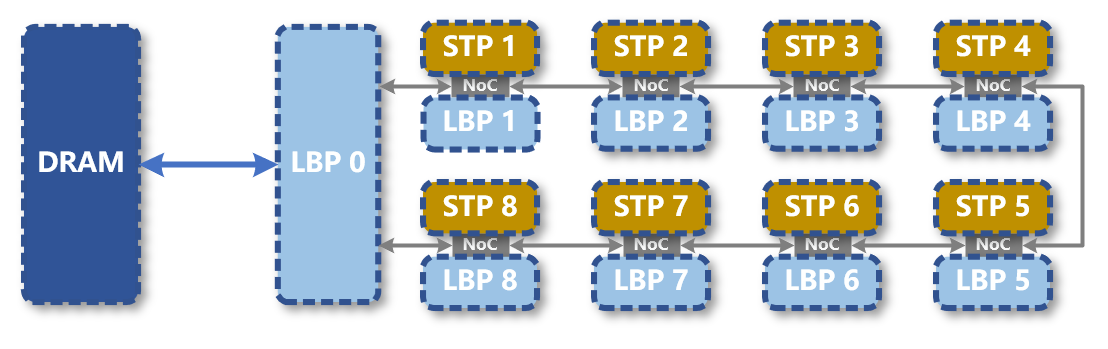 STP 1
STP 2
STP 3
STP 4
NoC
NoC
NoC
NoC
LBP 1
LBP 2
LBP 3
LBP 4
DRAM
LBP 0
STP 8
STP 7
STP 6
STP 5
NoC
NoC
NoC
NoC
LBP 8
LBP 7
LBP 6
LBP 5